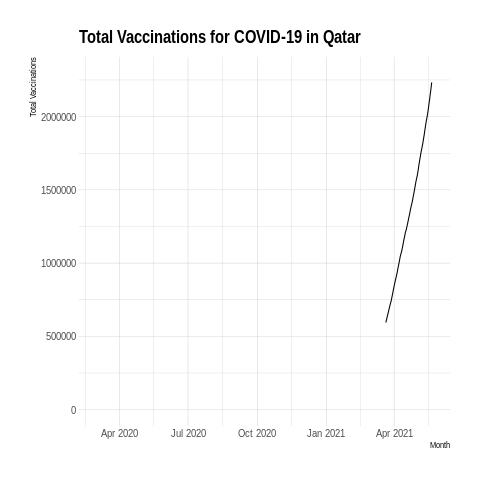 Total Vaccinations for COVID-19 in Qatar
Total Vaccinations
2000000
1500000
1000000
500000
0
Apr 2020 Jul 2020 Oct 2020 Jan 2021 Apr 2021
Month